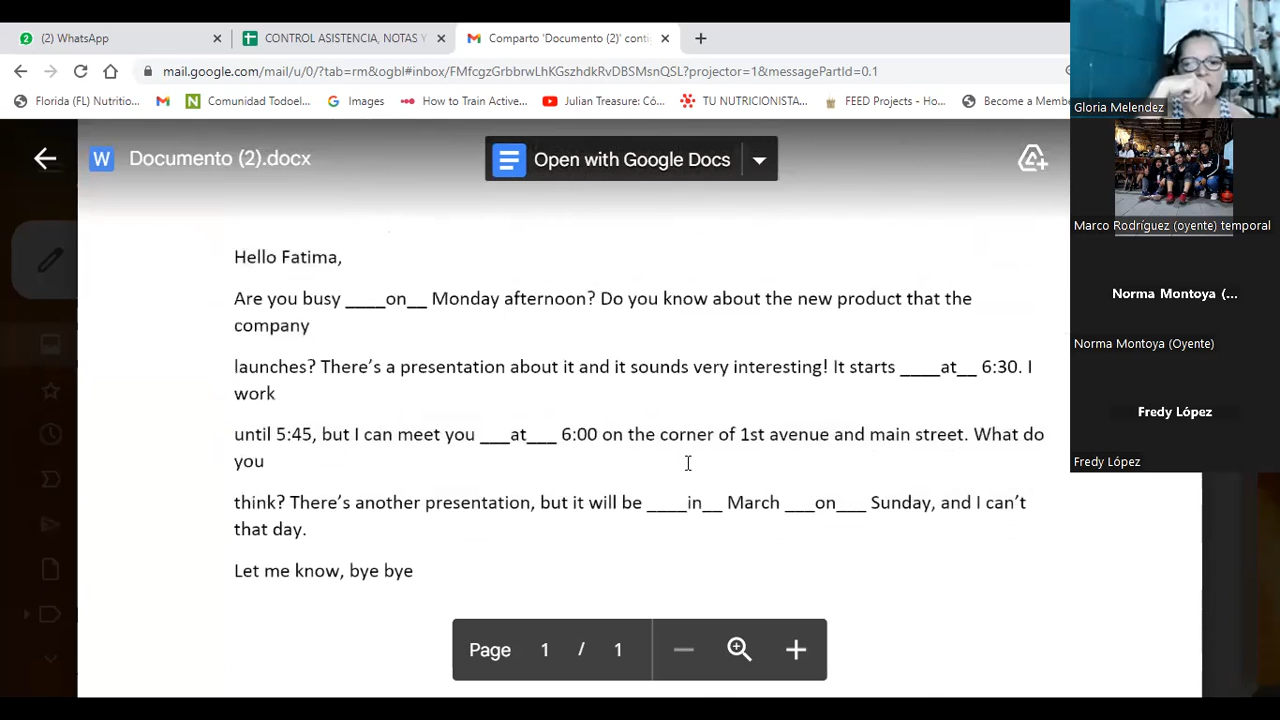 (2) WhatsApp
CONTROL ASISTENCIA, NOTAS Y
Comparto 'Documento (2)' contig
mail.google.com/mail/u/0/?tab=rm&ogbl#inbox/FMfcgzGrbbrwLhKGszhdkRvDBSMsnQSL?projector=1&messagePartId=0.1
Florida (FL) Nutritio...
Comunidad Todoel...
Images
How to Train Active...
Julian Treasure: Có...
TU NUTRICIONISTA...
FEED Projects - Ho...
Become a Membe
Documento (2).docx
Open with Google Docs
Hello Fatima,
Are you busy ____on__ Monday afternoon? Do you know about the new product that the
company
launches? There's a presentation about it and it sounds very interesting! It starts ____at__ 6:30. I
work
until 5:45, but I can meet you ___at___ 6:00 on the corner of 1st avenue and main street. What do
you
think? There's another presentation, but it will be ____in__ March ___on___ Sunday, and I can't
that day.
Let me know, bye bye
Page 1 / 1
Gloria Melendez
Marco Rodríguez (oyente) temporal
Norma Montoya (...
Norma Montoya (Oyente)
Fredy López
Fredy López